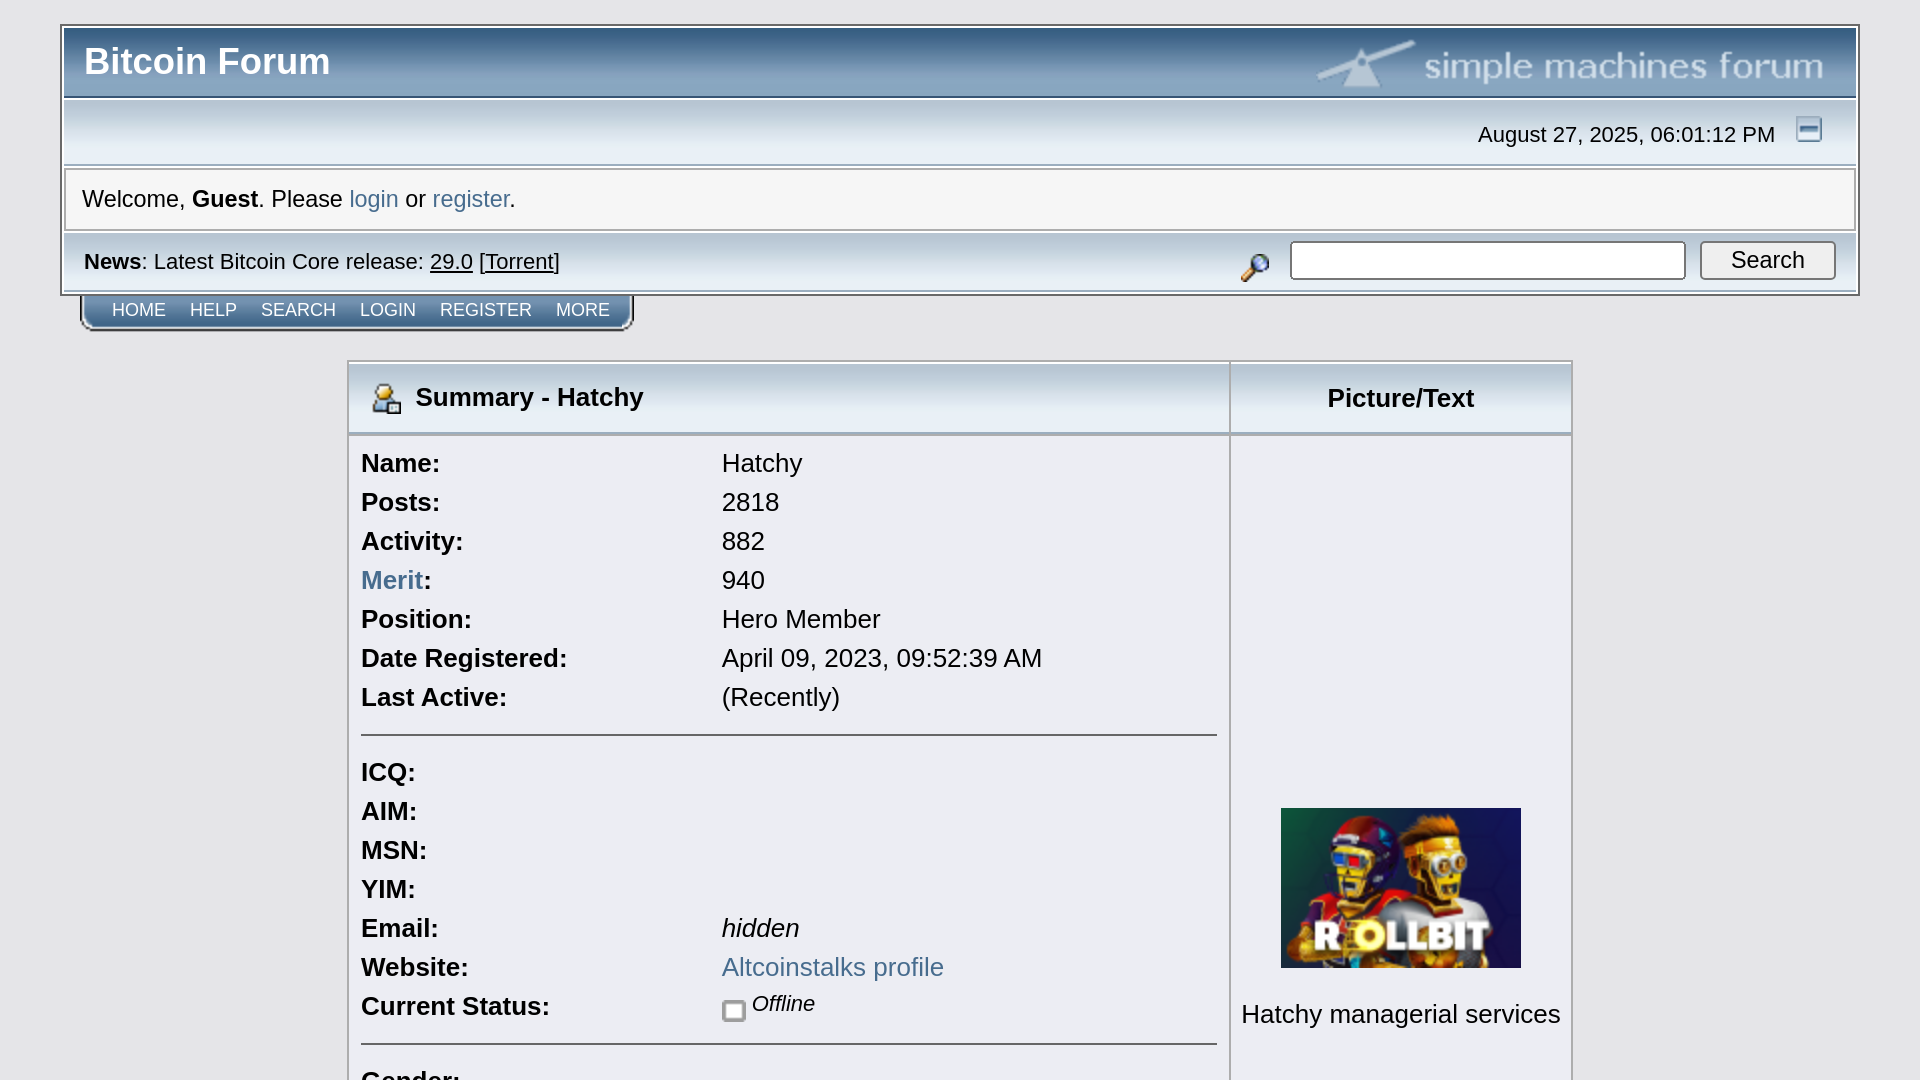 Bitcoin Forum
simple machines forum
August 27, 2025, 06:01:12 PM
Welcome, Guest. Please login or register.
News: Latest Bitcoin Core release: 29.0 [Torrent]
Search
HOME HELP SEARCH LOGIN REGISTER MORE
Summary - Hatchy
Picture/Text
Name: Hatchy
Posts: 2818
Activity: 882
Merit: 940
Position: Hero Member
Date Registered: April 09, 2023, 09:52:39 AM
Last Active: (Recently)
ICQ:
AIM:
MSN:
YIM:
Email: hidden
Website: Altcoinstalks profile
Current Status: Offline
ROLLBIT
Hatchy managerial services
Gender: